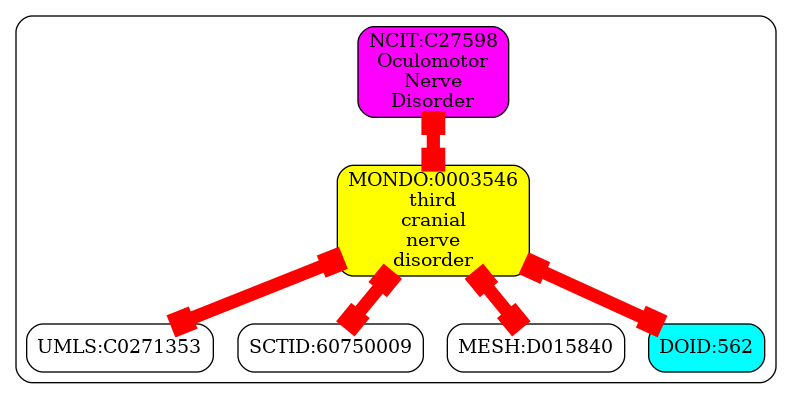 NCIT:C27598
Oculomotor
Nerve
Disorder
MONDO:0003546
third
cranial
nerve
disorder
UMLS:C0271353
SCTID:60750009
MESH:D015840
DOID:562